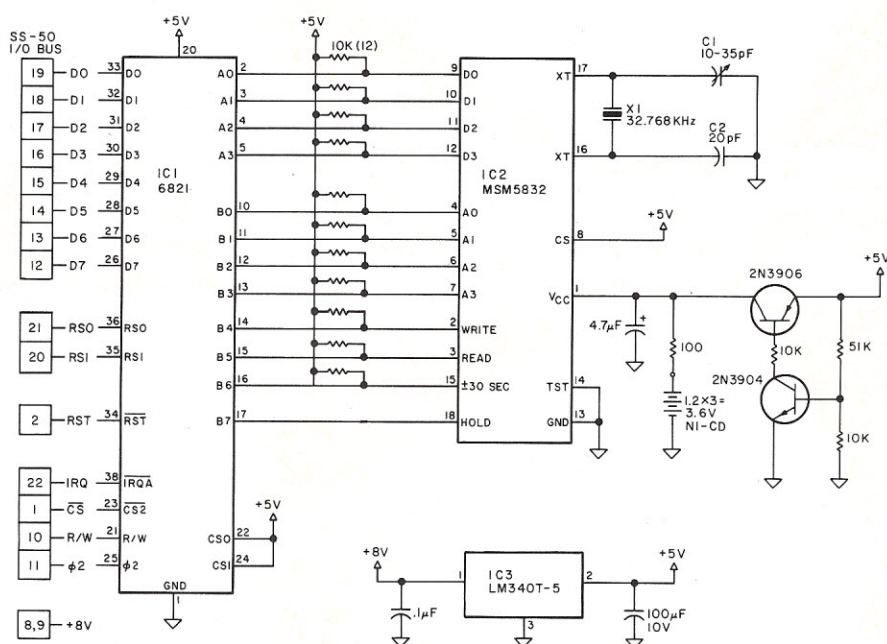 SS-50
I/O BUS
19 D0 33 D0
18 D1 32 D1
17 D2 31 D2
16 D3 30 D3
15 D4 29 D4
14 D5 28 D5
13 D6 27 D6
12 D7 26 D7
21 RS0 36 RS0
20 RS1 35 RS1
2 RST 34 RST
22 IRQ 38 IRQA
1 CS 23 CS2
10 R/W 21 R/W
11 ϕ2 25 ϕ2
8,9 +8V
+5V
20
IC1
6821
A0 2
A1 3
A2 4
A3 5
B0 10
B1 11
B2 12
B3 13
B4 14
B5 15
B6 16
B7 17
CS0 22
CS1 24
+5V
GND
1
+5V
10K (12)
9 D0
10 D1
11 D2
12 D3
4 A0
5 A1
6 A2
7 A3
2 WRITE
3 READ
15 ±30 SEC
18 HOLD
IC2
MSM5832
XT 17
XT 16
CS 8
VCC 1
TST 14
GND 13
C1
10-35pF
X1
32.768KHz
C2
20pF
+5V
4.7μF
+
100
1.2×3=
3.6V
NI-CD
2N3906
+5V
10K
51K
2N3904
10K
+8V
.1μF
1
IC3
LM340T-5
2
3
+5V
100μF
10V